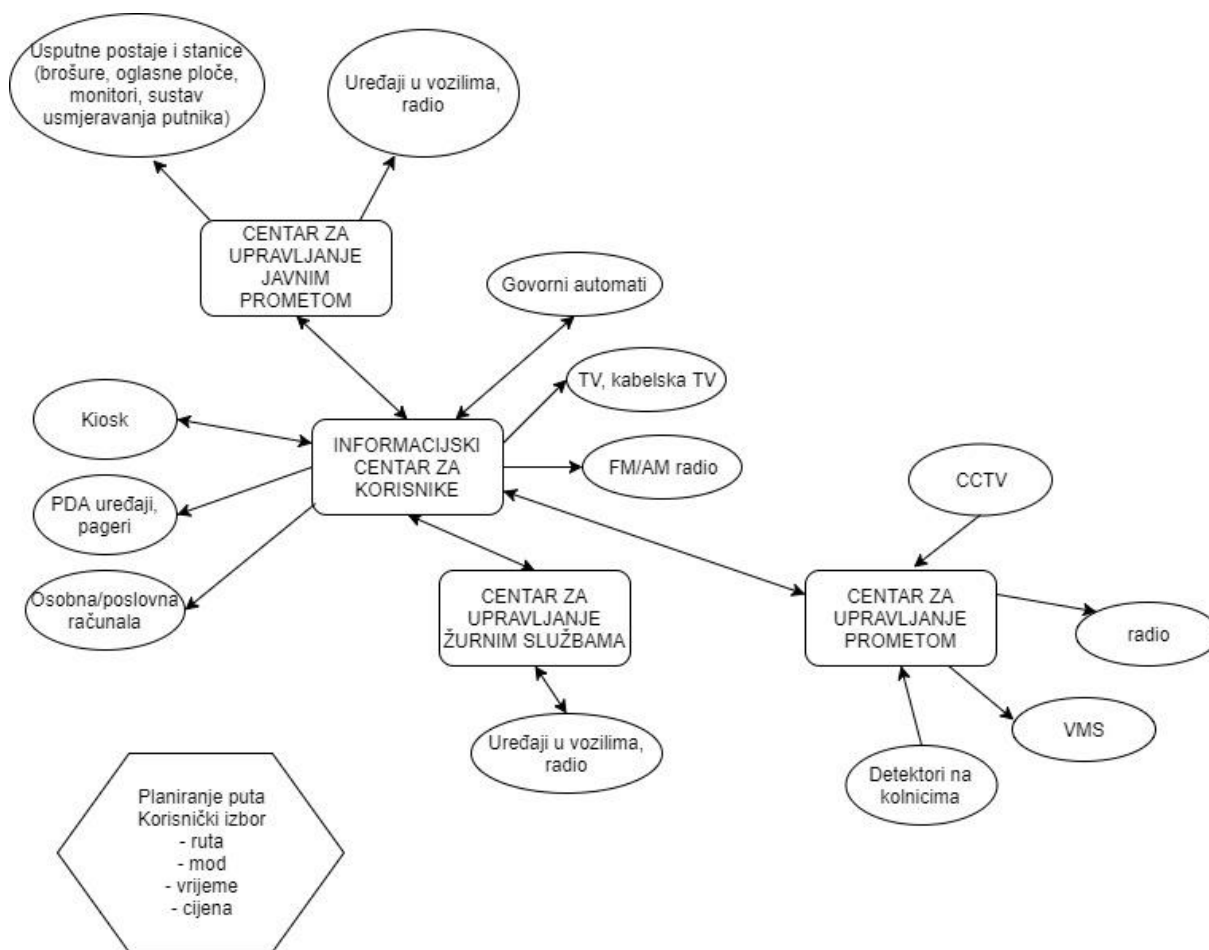 Usputne postaje i stanice
(brošure, oglasne ploče,
monitori, sustav
usmjeravanja putnika)
Uređaji u vozilima,
radio
CENTAR ZA
UPRAVLJANJE
JAVNIM
PROMETOM
Govorni automati
TV, kabelska TV
Kiosk
INFORMACIJSKI
CENTAR ZA
KORISNIKE
FM/AM radio
CCTV
PDA uređaji,
pageri
Osobna/poslovna
računala
CENTAR ZA
UPRAVLJANJE
ŽURNIM SLUŽBAMA
CENTAR ZA
UPRAVLJANJE
PROMETOM
radio
VMS
Uređaji u vozilima,
radio
Detektori na
kolnicima
Planiranje puta
Korisnički izbor
- ruta
- mod
- vrijeme
- cijena